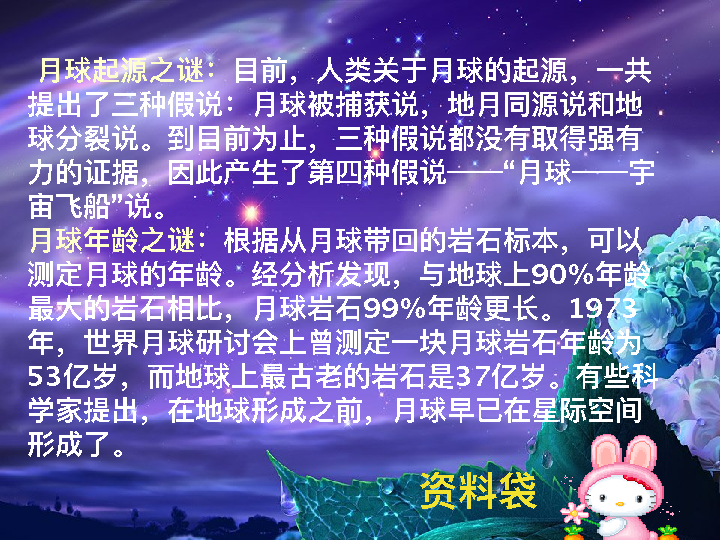 月球起源之谜：目前，人类关于月球的起源，一共
提出了三种假说：月球被捕获说，地月同源说和地
球分裂说。到目前为止，三种假说都没有取得强有
力的证据，因此产生了第四种假说——“月球——宇
宙飞船”说。
月球年龄之谜：根据从月球带回的岩石标本，可以
测定月球的年龄。经分析发现，与地球上90%年龄
最大的岩石相比，月球岩石99%年龄更长。1973
年，世界月球研讨会上曾测定一块月球岩石年龄为
53亿岁，而地球上最古老的岩石是37亿岁。有些科
学家提出，在地球形成之前，月球早已在星际空间
形成了。
资料袋